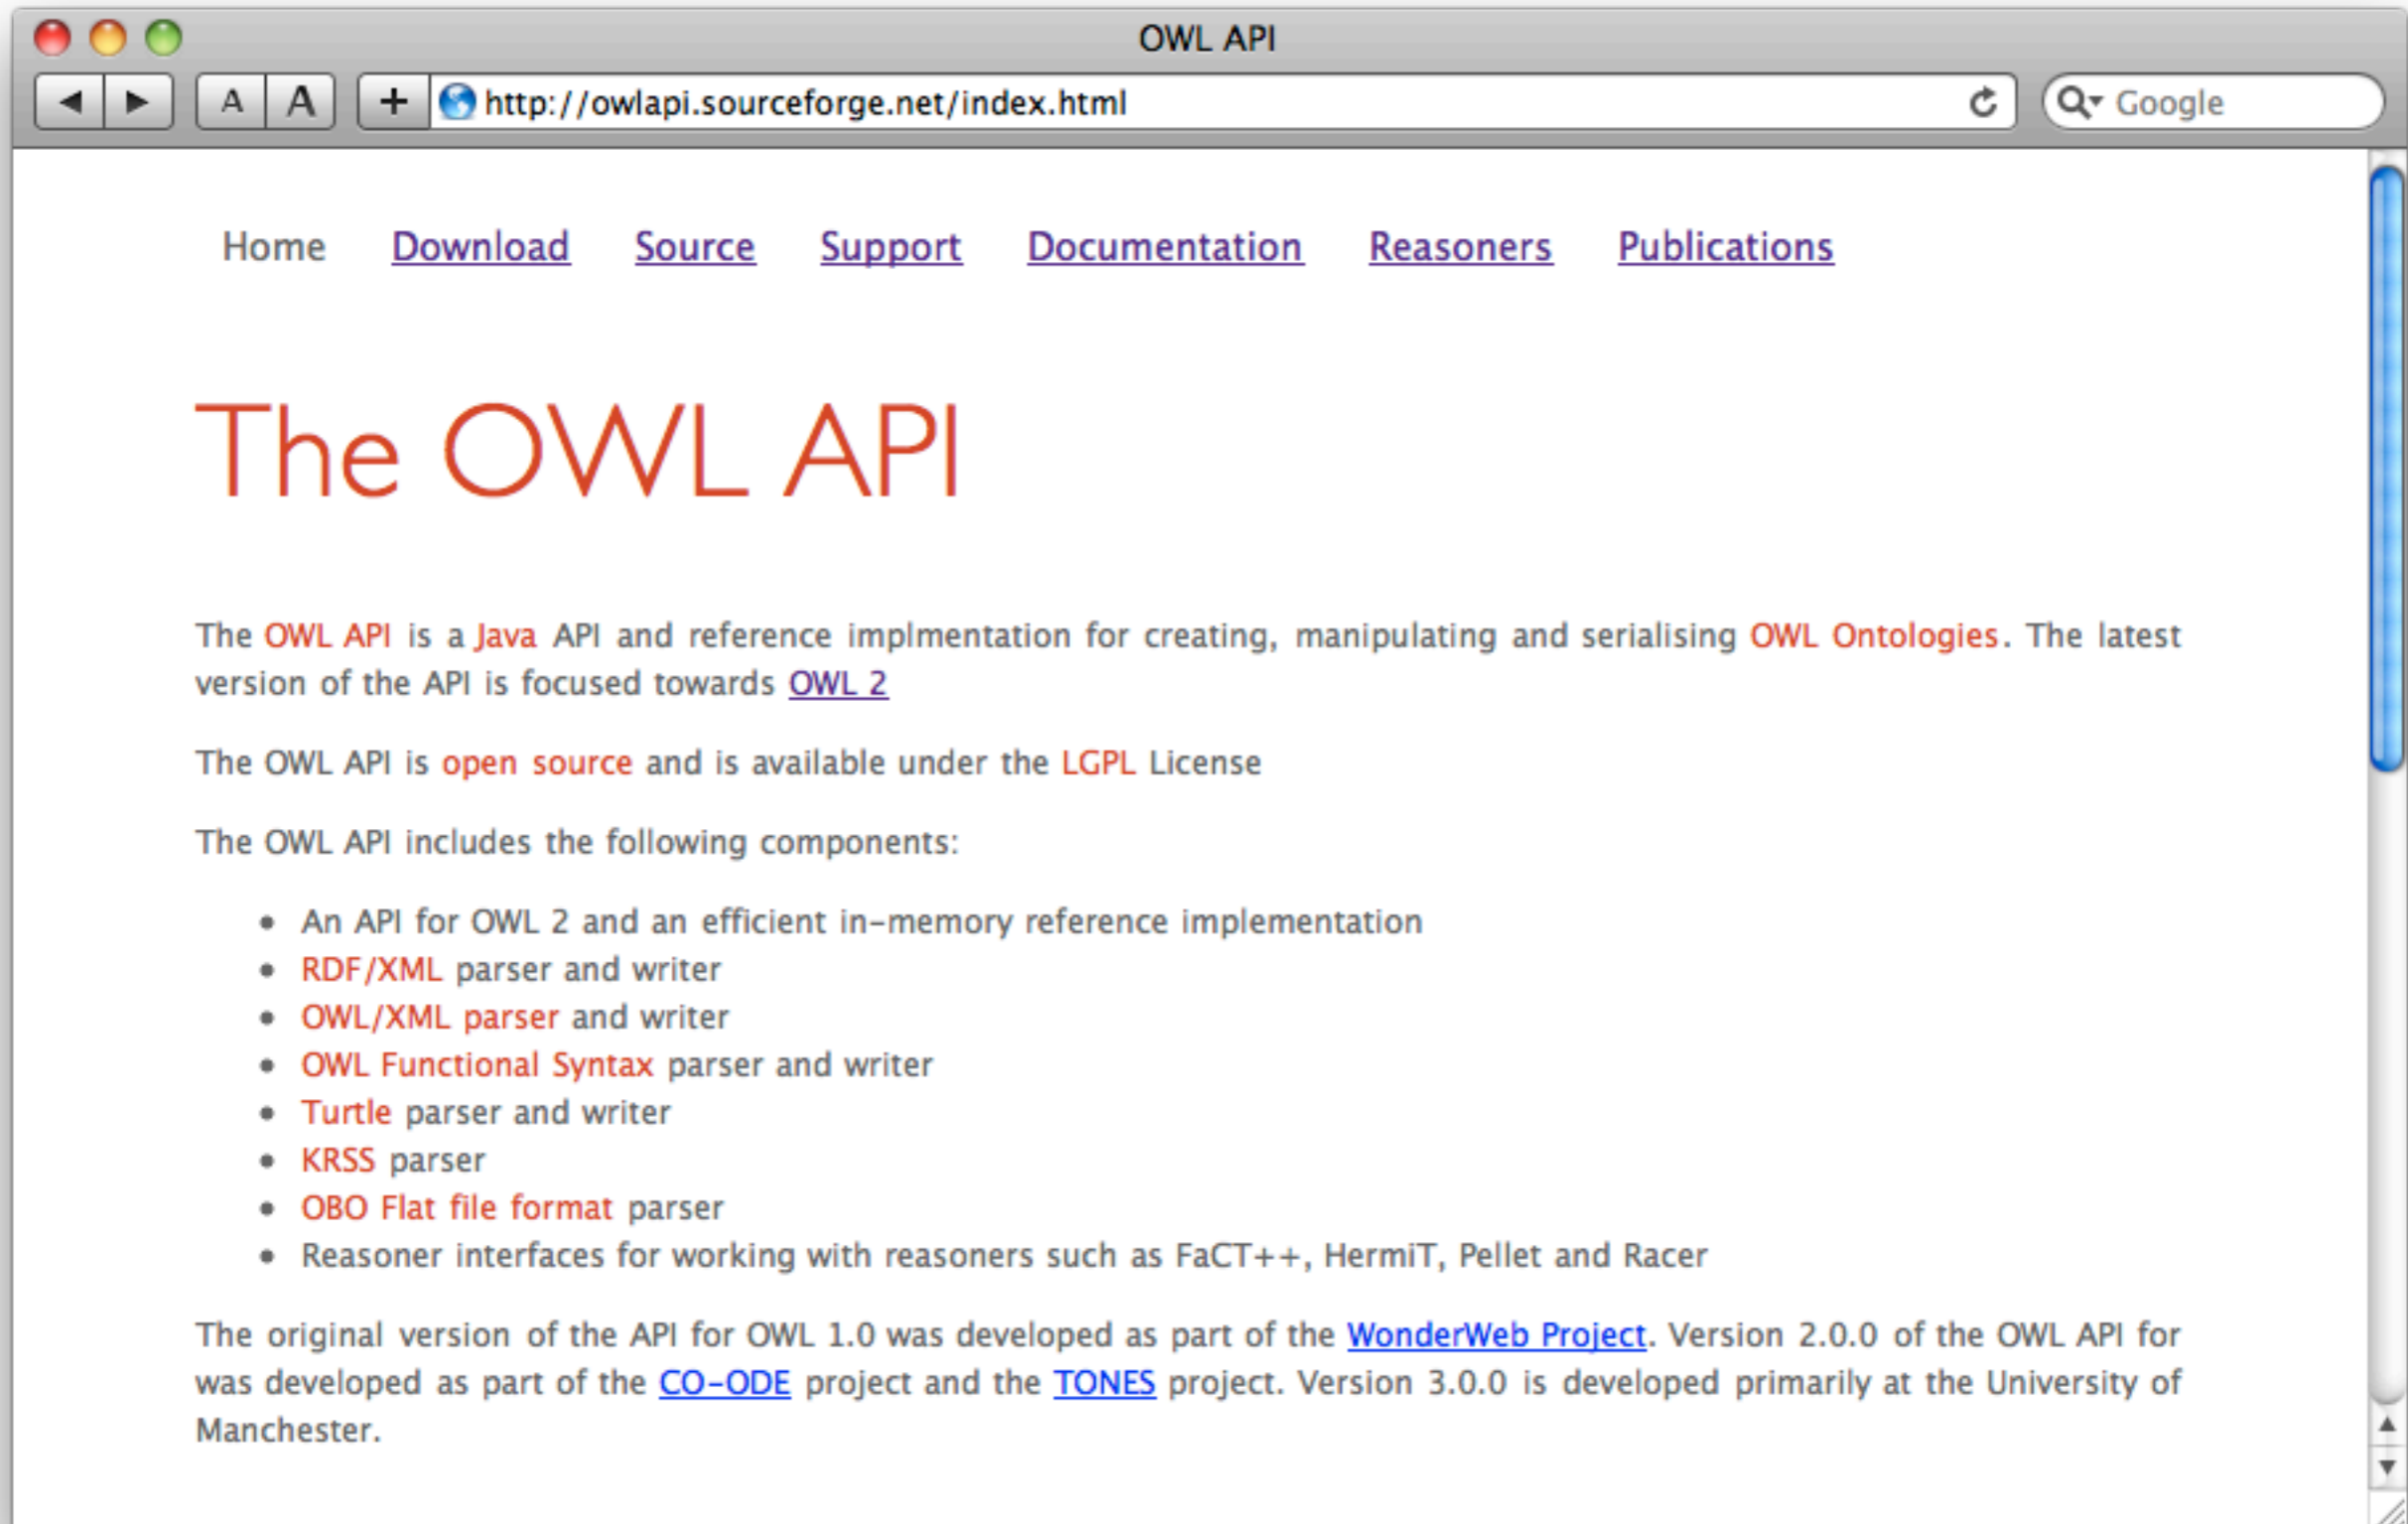 OWL API
A A + http://owlapi.sourceforge.net/index.html Google
Home Download Source Support Documentation Reasoners Publications
The OWL API
The OWL API is a Java API and reference implmentation for creating, manipulating and serialising OWL Ontologies. The latest
version of the API is focused towards OWL 2
The OWL API is open source and is available under the LGPL License
The OWL API includes the following components:
• An API for OWL 2 and an efficient in-memory reference implementation
• RDF/XML parser and writer
• OWL/XML parser and writer
• OWL Functional Syntax parser and writer
• Turtle parser and writer
• KRSS parser
• OBO Flat file format parser
• Reasoner interfaces for working with reasoners such as FaCT++, HermiT, Pellet and Racer
The original version of the API for OWL 1.0 was developed as part of the WonderWeb Project. Version 2.0.0 of the OWL API for
was developed as part of the CO-ODE project and the TONES project. Version 3.0.0 is developed primarily at the University of
Manchester.